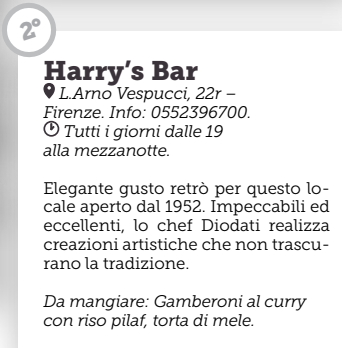 2°
Harry's Bar
L.Arno Vespucci, 22r –
Firenze. Info: 0552396700.
Tutti i giorni dalle 19
alla mezzanotte.
Elegante gusto retrò per questo lo-
cale aperto dal 1952. Impeccabili ed
eccellenti, lo chef Diodati realizza
creazioni artistiche che non trascu-
rano la tradizione.
Da mangiare: Gamberoni al curry
con riso pilaf, torta di mele.